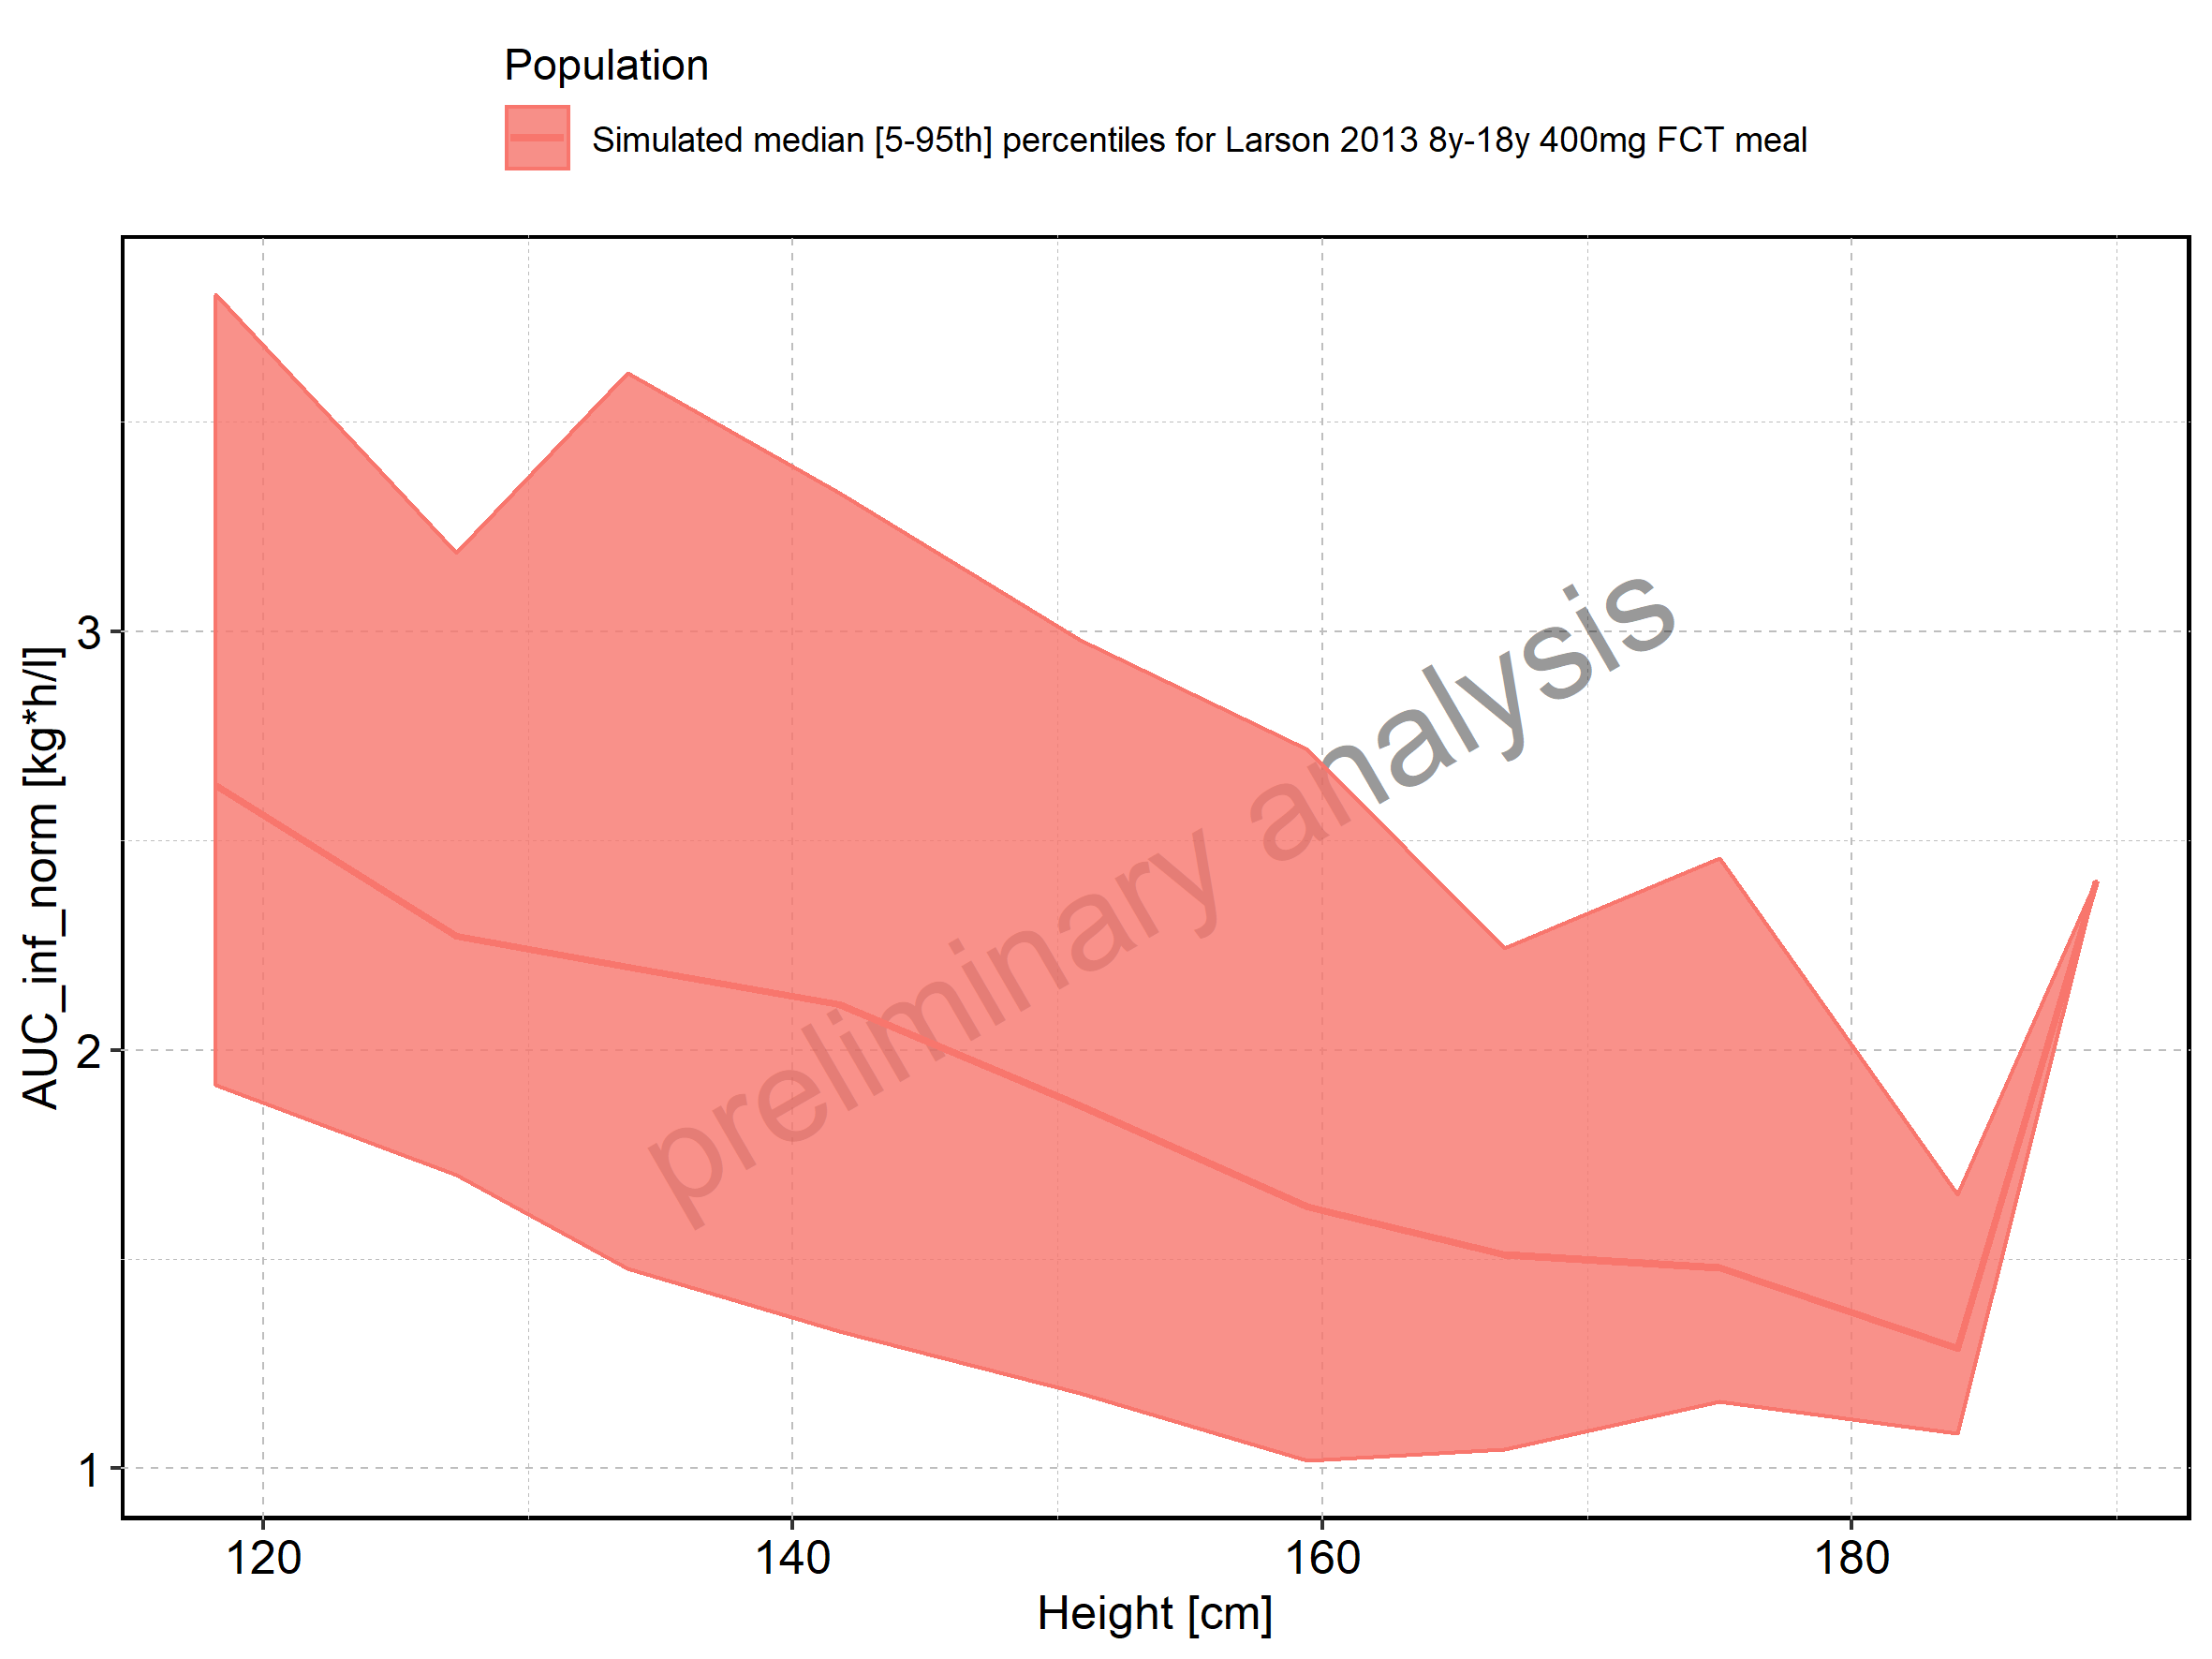 Population
Simulated median [5-95th] percentiles for Larson 2013 8y-18y 400mg FCT meal
3
2
1
AUC_inf_norm [kg*h/l]
preliminary analysis
120 140 160 180
Height [cm]